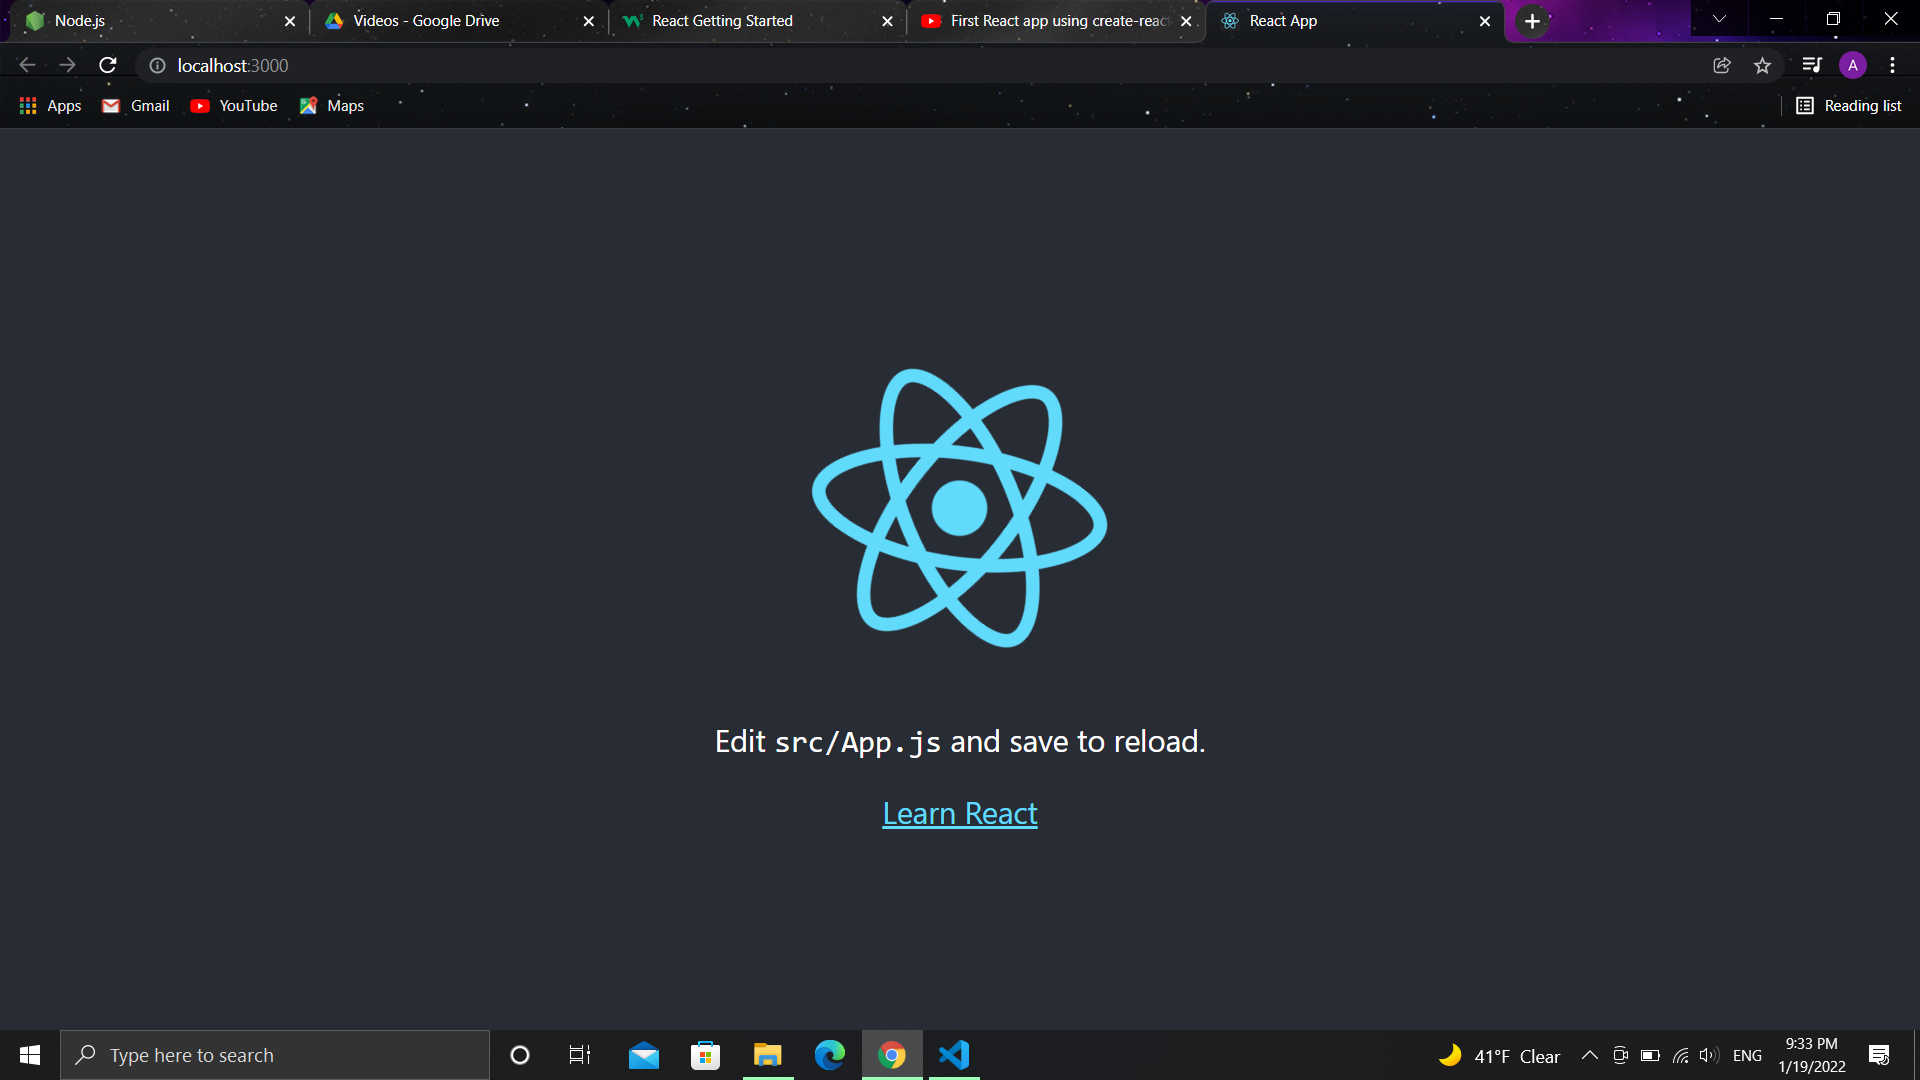 Node.js
Videos - Google Drive
React Getting Started
First React app using create-reac
React App
localhost:3000
A
Apps
Gmail
YouTube
Maps
Reading list
Edit src/App.js and save to reload.
Learn React
Type here to search
41°F Clear
ENG
9:33 PM
1/19/2022